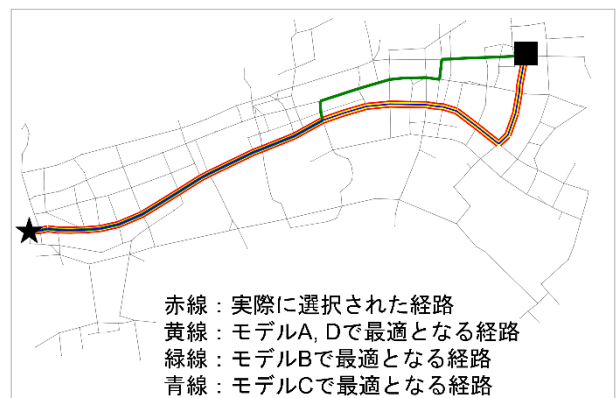 赤線：実際に選択された経路
黄線：モデルA, Dで最適となる経路
緑線：モデルBで最適となる経路
青線：モデルCで最適となる経路